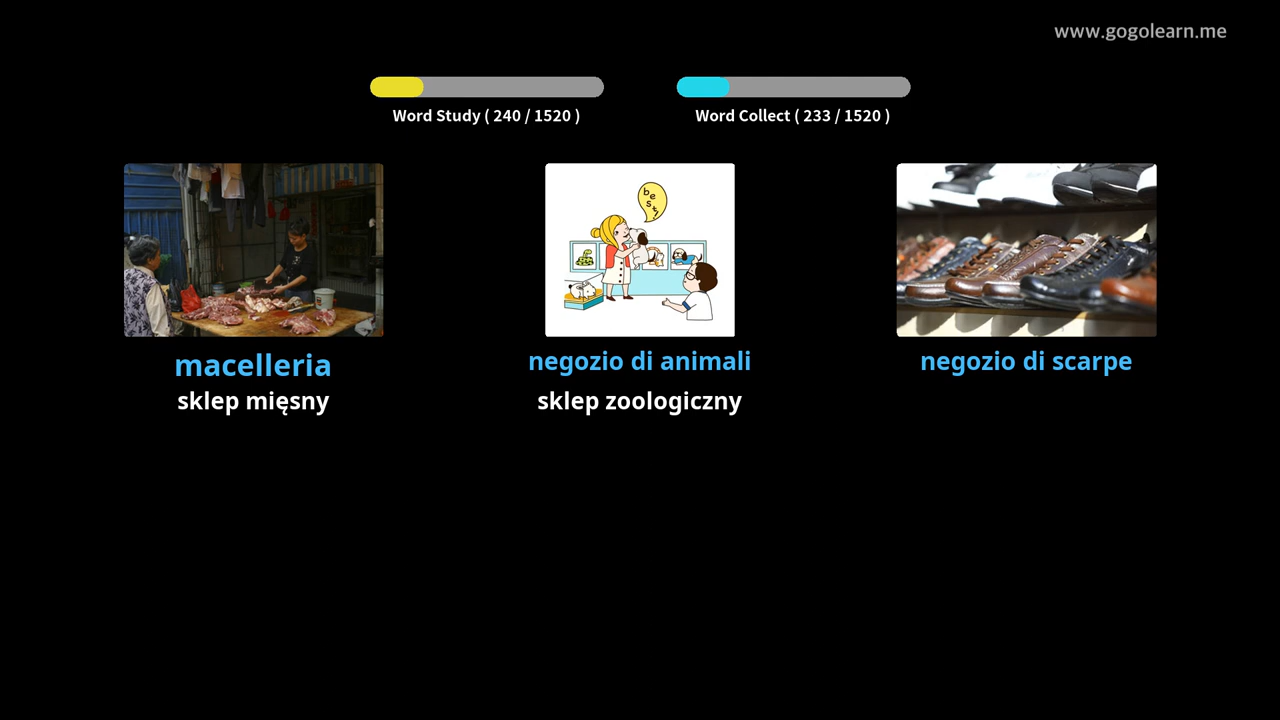 www.gogolearn.me
Word Study ( 240 / 1520 )
Word Collect ( 233 / 1520 )
best
macelleria
negozio di animali
negozio di scarpe
sklep mięsny
sklep zoologiczny